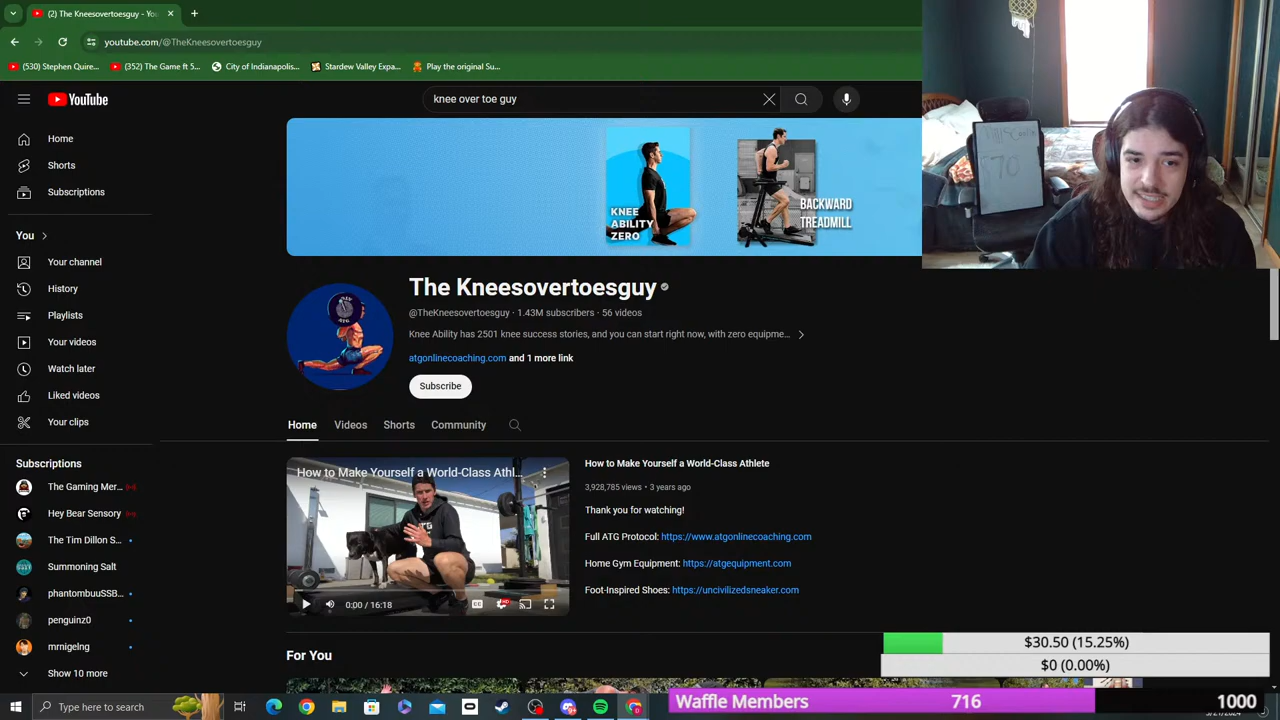 (2) The Kneesovertoesguy - Yo
youtube.com/@TheKneesovertoesguy
(530) Stephen Quire...
(352) The Game ft 5...
City of Indianapolis...
Stardew Valley Expa...
Play the original Su...
YouTube
knee over toe guy
Home
Shorts
Subscriptions
You
Your channel
History
Playlists
Your videos
Watch later
Liked videos
Your clips
Subscriptions
The Gaming Mer...
Hey Bear Sensory
The Tim Dillon S...
Summoning Salt
phantombuuSSB...
penguinz0
mrnigelng
Show 10 more
KNEE
ABILITY
ZERO
BACKWARD
TREADMILL
$70
The Kneesovertoesguy
@TheKneesovertoesguy · 1.43M subscribers · 56 videos
Knee Ability has 2501 knee success stories, and you can start right now, with zero equipme...
atgonlinecoaching.com and 1 more link
Subscribe
Home Videos Shorts Community
How to Make Yourself a World-Class Athl...
0:00 / 16:18
How to Make Yourself a World-Class Athlete
3,928,785 views • 3 years ago
Thank you for watching!
Full ATG Protocol: https://www.atgonlinecoaching.com
Home Gym Equipment: https://atgequipment.com
Foot-Inspired Shoes: https://uncivilizedsneaker.com
For You
$30.50 (15.25%)
$0 (0.00%)
Type here to search
Waffle Members 716 1000